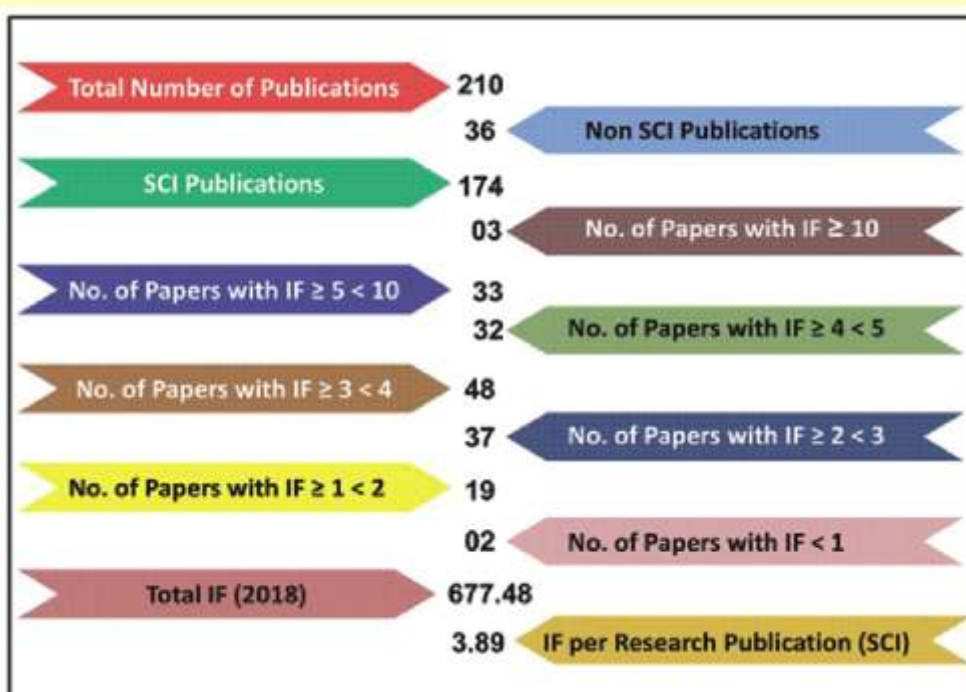 Total Number of Publications 210
36 Non SCI Publications
SCI Publications 174
03 No. of Papers with IF ≥ 10
No. of Papers with IF ≥ 5 < 10 33
32 No. of Papers with IF ≥ 4 < 5
No. of Papers with IF ≥ 3 < 4 48
37 No. of Papers with IF ≥ 2 < 3
No. of Papers with IF ≥ 1 < 2 19
02 No. of Papers with IF < 1
Total IF (2018) 677.48
3.89 IF per Research Publication (SCI)